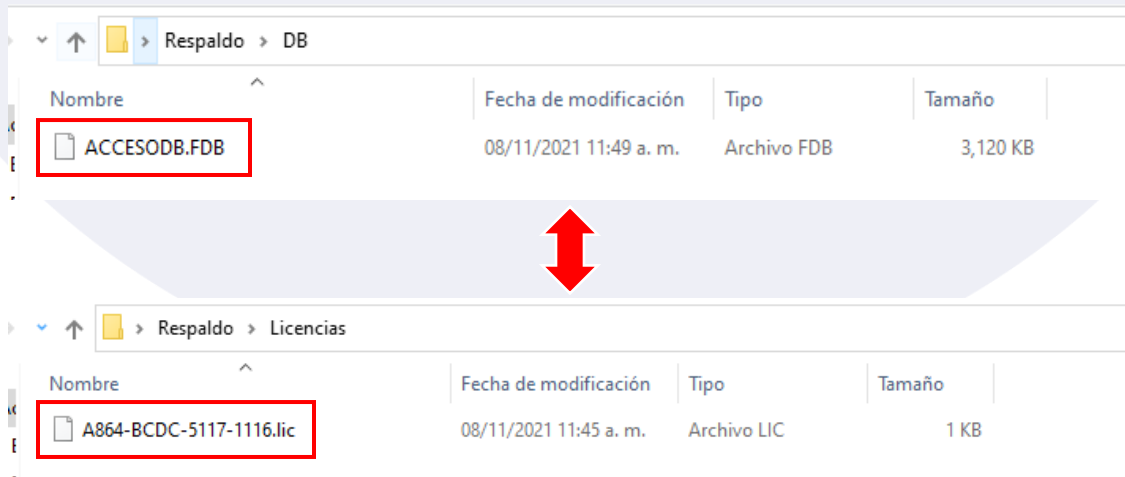 Respaldo > DB
Nombre Fecha de modificación Tipo Tamaño
ACCESODB.FDB 08/11/2021 11:49 a. m. Archivo FDB 3,120 KB
Respaldo > Licencias
Nombre Fecha de modificación Tipo Tamaño
A864-BCDC-5117-1116.lic 08/11/2021 11:45 a. m. Archivo LIC 1 KB